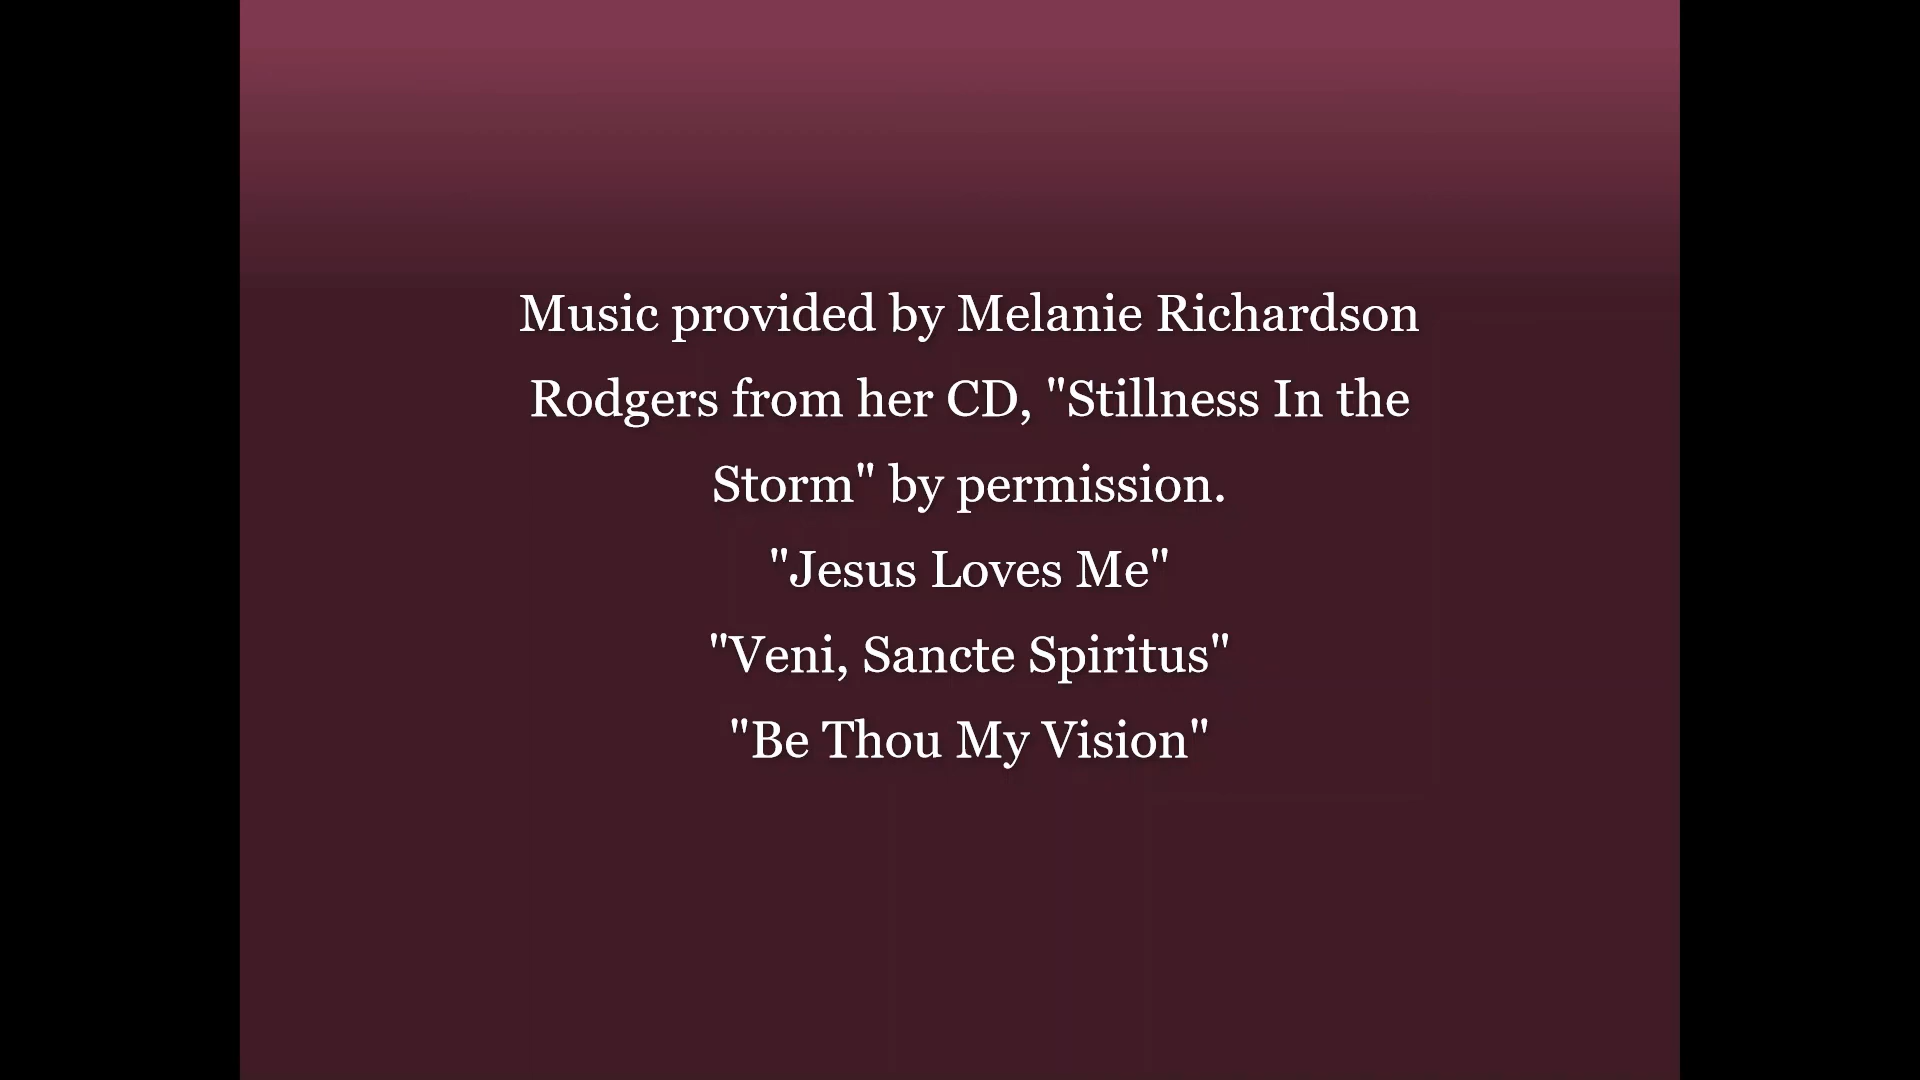 Music provided by Melanie Richardson
Rodgers from her CD, "Stillness In the
Storm" by permission.
"Jesus Loves Me"
"Veni, Sancte Spiritus"
"Be Thou My Vision"